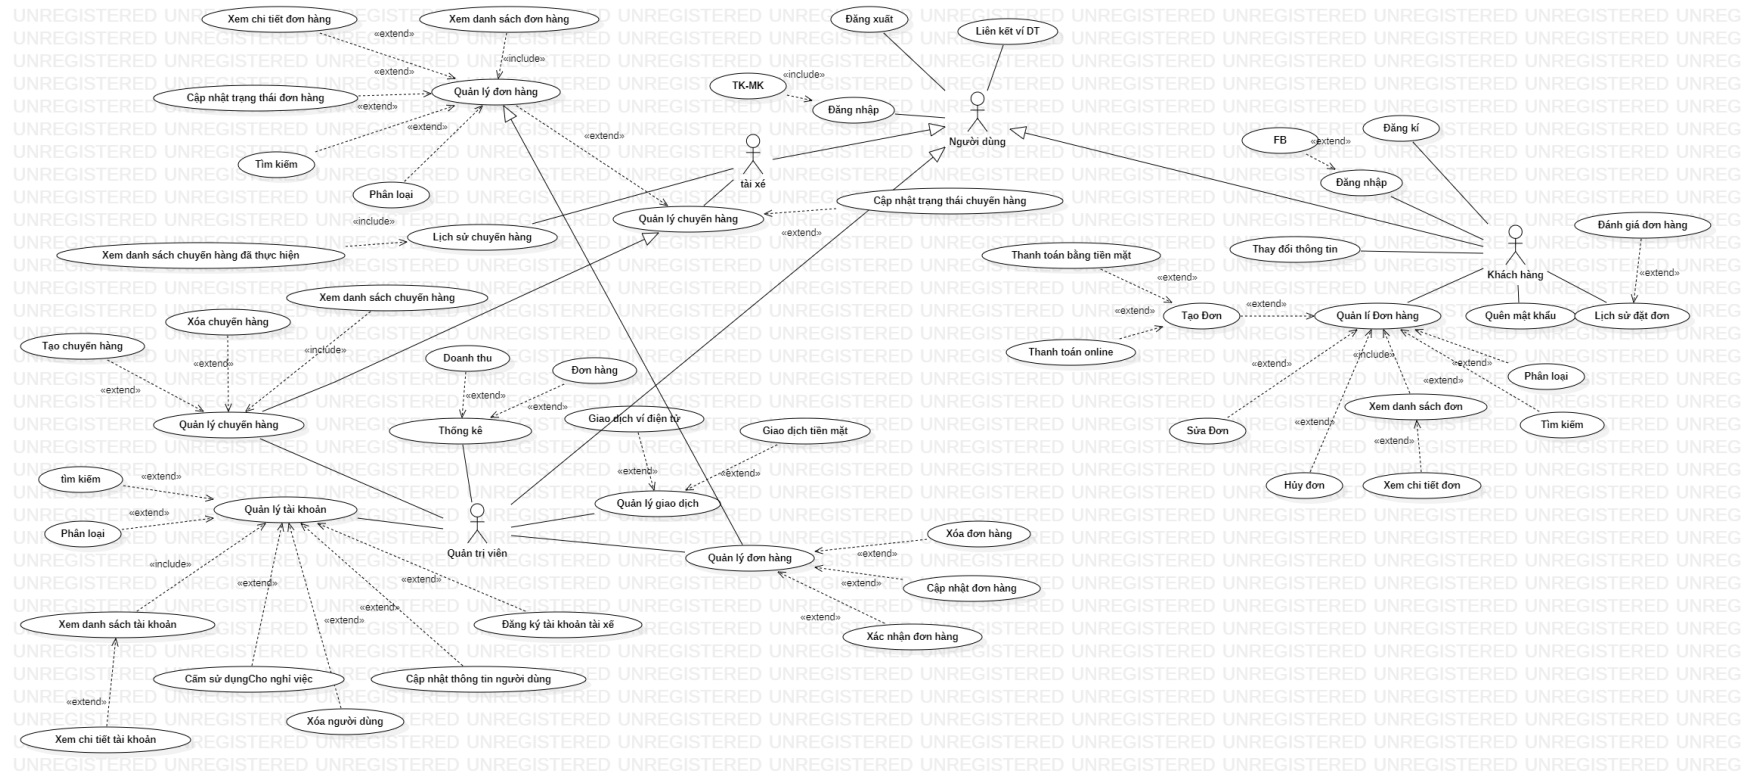 Xem chi tiết đơn hàng
Xem danh sách đơn hàng
Đăng xuất
Liên kết ví DT
«extend»
«include»
«extend»
«include»
TK-MK
Quản lý đơn hàng
Cập nhật trạng thái đơn hàng
«extend»
Đăng nhập
«extend»
«extend»
Người dùng
Đăng kí
FB
«extend»
Tìm kiếm
tài xé
Đăng nhập
Phân loại
Cập nhật trạng thái chuyến hàng
«include»
Quản lý chuyến hàng
«extend»
Lịch sử chuyến hàng
Đánh giá đơn hàng
Xem danh sách chuyến hàng đã thực hiện
Thanh toán bằng tiền mặt
Thay đổi thông tin
Khách hàng
«extend»
«extend»
Xem danh sách chuyến hàng
«extend»
«extend»
Tạo Đơn
Quản lí Đơn hàng
Quên mật khẩu
Lịch sử đặt đơn
Xóa chuyến hàng
Tạo chuyến hàng
«include»
Thanh toán online
«include»
Doanh thu
«extend»
«extend»
«extend»
Đơn hàng
Phân loại
«extend»
«extend»
«extend»
«extend»
Xem danh sách đơn
Giao dịch ví điện tử
Quản lý chuyến hàng
Thống kê
Giao dịch tiền mặt
«extend»
Sửa Đơn
Tìm kiếm
«extend»
tìm kiếm
«extend»
«extend»
«extend»
Hủy đơn
Xem chi tiết đơn
Quản lý giao dịch
Quản lý tài khoản
«extend»
Phân loại
Quản trị viên
Xóa đơn hàng
Quản lý đơn hàng
«extend»
«include»
«extend»
«extend»
«extend»
Cập nhật đơn hàng
«extend»
«extend»
«extend»
Xem danh sách tài khoản
Đăng ký tài khoản tài xế
Xác nhận đơn hàng
Cấm sử dụngCho nghỉ việc
Cập nhật thông tin người dùng
«extend»
Xóa người dùng
Xem chi tiết tài khoản